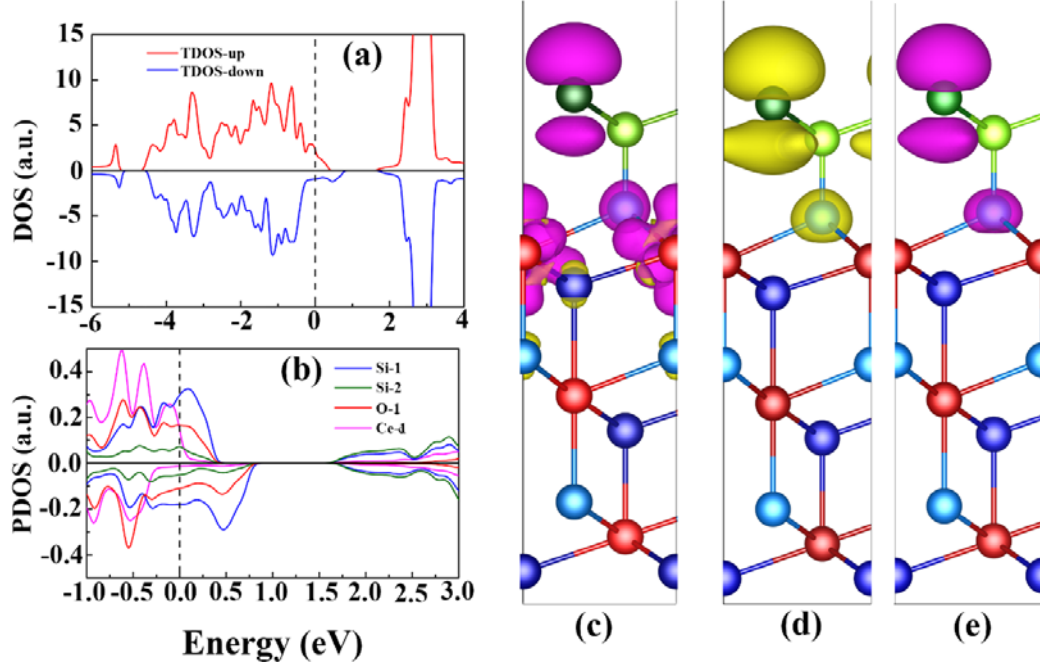 15
10
5
0
-5
-10
-15
DOS (a.u.)
TDOS-up
TDOS-down
(a)
-6 -4 -2 0 2 4
0.4
0.2
0.0
-0.2
-0.4
PDOS (a.u.)
(b)
Si-1
Si-2
O-1
Ce-d
-1.0 -0.5 0.0 0.5 1.0 1.5 2.0 2.5 3.0
Energy (eV)
(c) (d) (e)